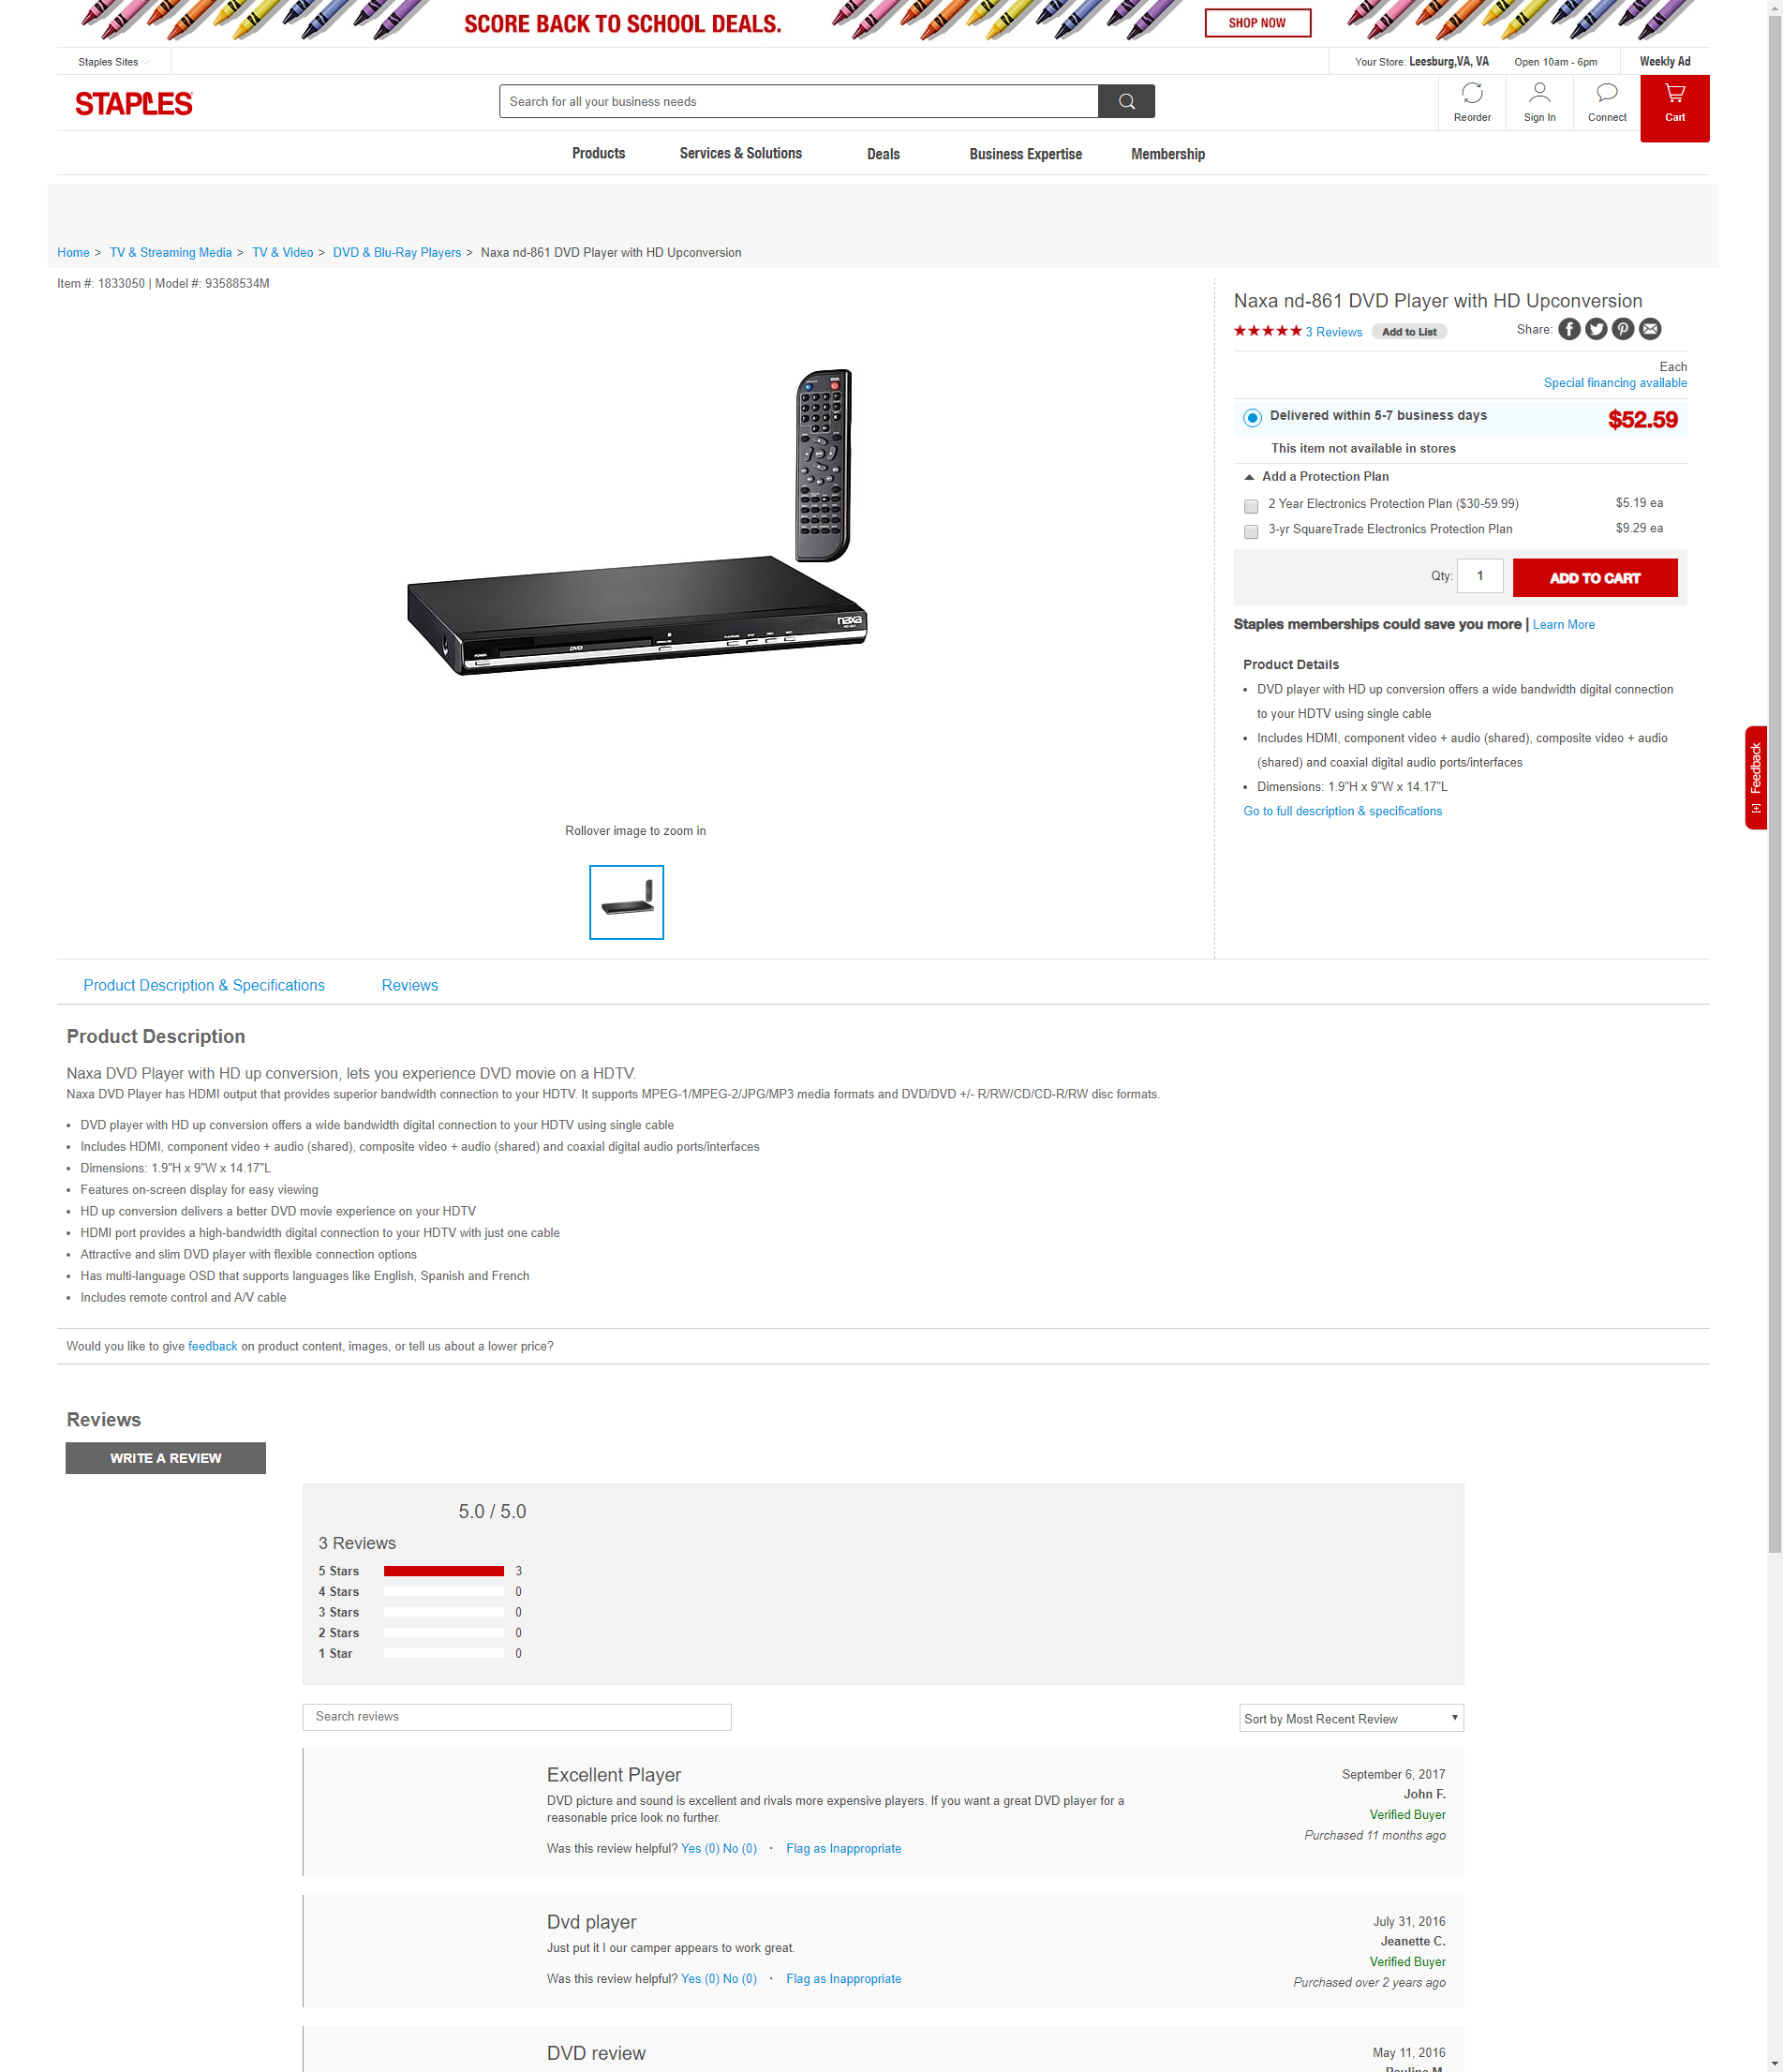 SCORE BACK TO SCHOOL DEALS.
SHOP NOW
Staples Sites
Your Store: Leesburg,VA, VA
Open 10am - 6pm
Weekly Ad
STAPLES
Search for all your business needs
Reorder
Sign In
Connect
Cart
Products
Services & Solutions
Deals
Business Expertise
Membership
Home > TV & Streaming Media > TV & Video > DVD & Blu-Ray Players > Naxa nd-861 DVD Player with HD Upconversion
Item #: 1833050 | Model #: 93588534M
naxa
DVD
Rollover image to zoom in
Naxa nd-861 DVD Player with HD Upconversion
3 Reviews
Add to List
Share:
Each
Special financing available
Delivered within 5-7 business days
$52.59
This item not available in stores
Add a Protection Plan
2 Year Electronics Protection Plan ($30-59.99)
$5.19 ea
3-yr SquareTrade Electronics Protection Plan
$9.29 ea
Qty: 1
ADD TO CART
Staples memberships could save you more | Learn More
Product Details
• DVD player with HD up conversion offers a wide bandwidth digital connection
to your HDTV using single cable
• Includes HDMI, component video + audio (shared), composite video + audio
(shared) and coaxial digital audio ports/interfaces
• Dimensions: 1.9"H x 9"W x 14.17"L
Go to full description & specifications
[+] Feedback
Product Description & Specifications
Reviews
Product Description
Naxa DVD Player with HD up conversion, lets you experience DVD movie on a HDTV.
Naxa DVD Player has HDMI output that provides superior bandwidth connection to your HDTV. It supports MPEG-1/MPEG-2/JPG/MP3 media formats and DVD/DVD +/- R/RW/CD/CD-R/RW disc formats.
• DVD player with HD up conversion offers a wide bandwidth digital connection to your HDTV using single cable
• Includes HDMI, component video + audio (shared), composite video + audio (shared) and coaxial digital audio ports/interfaces
• Dimensions: 1.9"H x 9"W x 14.17"L
• Features on-screen display for easy viewing
• HD up conversion delivers a better DVD movie experience on your HDTV
• HDMI port provides a high-bandwidth digital connection to your HDTV with just one cable
• Attractive and slim DVD player with flexible connection options
• Has multi-language OSD that supports languages like English, Spanish and French
• Includes remote control and A/V cable
Would you like to give feedback on product content, images, or tell us about a lower price?
Reviews
WRITE A REVIEW
5.0 / 5.0
3 Reviews
5 Stars 3
4 Stars 0
3 Stars 0
2 Stars 0
1 Star 0
Search reviews
Sort by Most Recent Review
Excellent Player
DVD picture and sound is excellent and rivals more expensive players. If you want a great DVD player for a
reasonable price look no further.
Was this review helpful? Yes (0) No (0) · Flag as Inappropriate
September 6, 2017
John F.
Verified Buyer
Purchased 11 months ago
Dvd player
Just put it I our camper appears to work great.
Was this review helpful? Yes (0) No (0) · Flag as Inappropriate
July 31, 2016
Jeanette C.
Verified Buyer
Purchased over 2 years ago
DVD review
May 11, 2016
Pauline M.